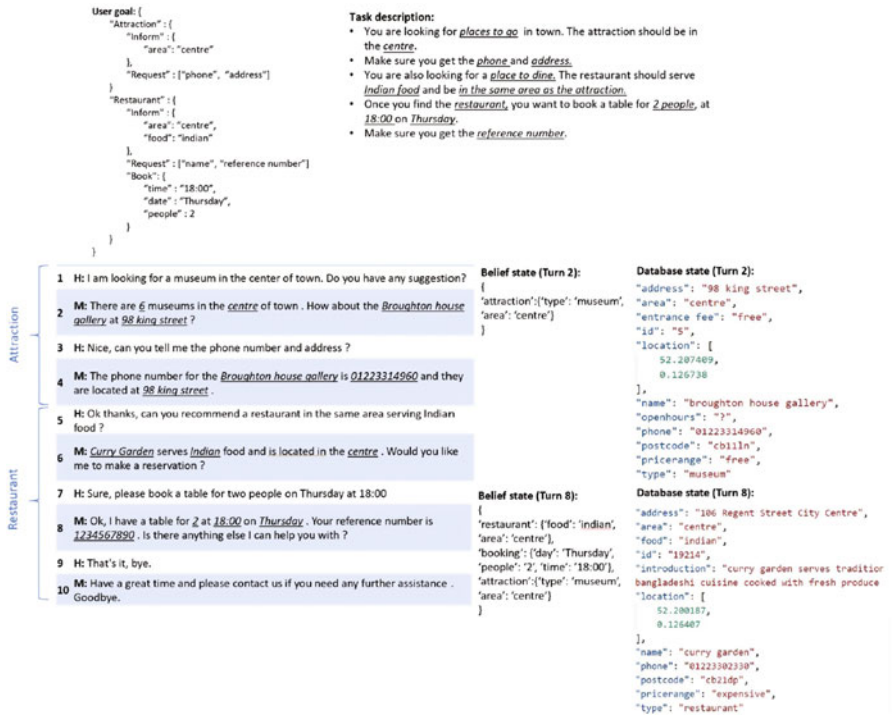 User goal: {
"Attraction" : {
"Inform" : {
"area": "centre"
},
"Request" : ["phone", "address"]
}
"Restaurant" : {
"Inform" : {
"area": "centre",
"food": "indian"
},
"Request" : ["name", "reference number"]
"Book": {
"time" : "18:00",
"date" : "Thursday",
"people" : 2
}
}
}
Task description:
• You are looking for places to go in town. The attraction should be in
the centre.
• Make sure you get the phone and address.
• You are also looking for a place to dine. The restaurant should serve
Indian food and be in the same area as the attraction.
• Once you find the restaurant, you want to book a table for 2 people, at
18:00 on Thursday.
• Make sure you get the reference number.
Attraction
1 H: I am looking for a museum in the center of town. Do you have any suggestion?
2 M: There are 6 museums in the centre of town . How about the Broughton house
gallery at 98 king street ?
3 H: Nice, can you tell me the phone number and address ?
4 M: The phone number for the Broughton house gallery is 01223314960 and they
are located at 98 king street .
Restaurant
5 H: Ok thanks, can you recommend a restaurant in the same area serving Indian
food ?
6 M: Curry Garden serves Indian food and is located in the centre . Would you like
me to make a reservation ?
7 H: Sure, please book a table for two people on Thursday at 18:00
8 M: Ok, I have a table for 2 at 18:00 on Thursday . Your reference number is
1234567890 . Is there anything else I can help you with ?
9 H: That's it, bye.
10 M: Have a great time and please contact us if you need any further assistance .
Goodbye.
Belief state (Turn 2):
{
'attraction':{'type': 'museum',
'area': 'centre'}
}
Belief state (Turn 8):
{
'restaurant': {'food': 'indian',
'area': 'centre'},
'booking': {'day': 'Thursday',
'people': '2', 'time': '18:00'},
'attraction':{'type': 'museum',
'area': 'centre'}
}
Database state (Turn 2):
"address": "98 king street",
"area": "centre",
"entrance fee": "free",
"id": "5",
"location": [
52.207409,
0.126738
],
"name": "broughton house gallery",
"openhours": "?",
"phone": "01223314960",
"postcode": "cb11ln",
"pricerange": "free",
"type": "museum"
Database state (Turn 8):
"address": "106 Regent Street City Centre",
"area": "centre",
"food": "indian",
"id": "19214",
"introduction": "curry garden serves tradition
bangladeshi cuisine cooked with fresh produce
"location": [
52.200187,
0.126407
],
"name": "curry garden",
"phone": "01223302330",
"postcode": "cb21dp",
"pricerange": "expensive",
"type": "restaurant"